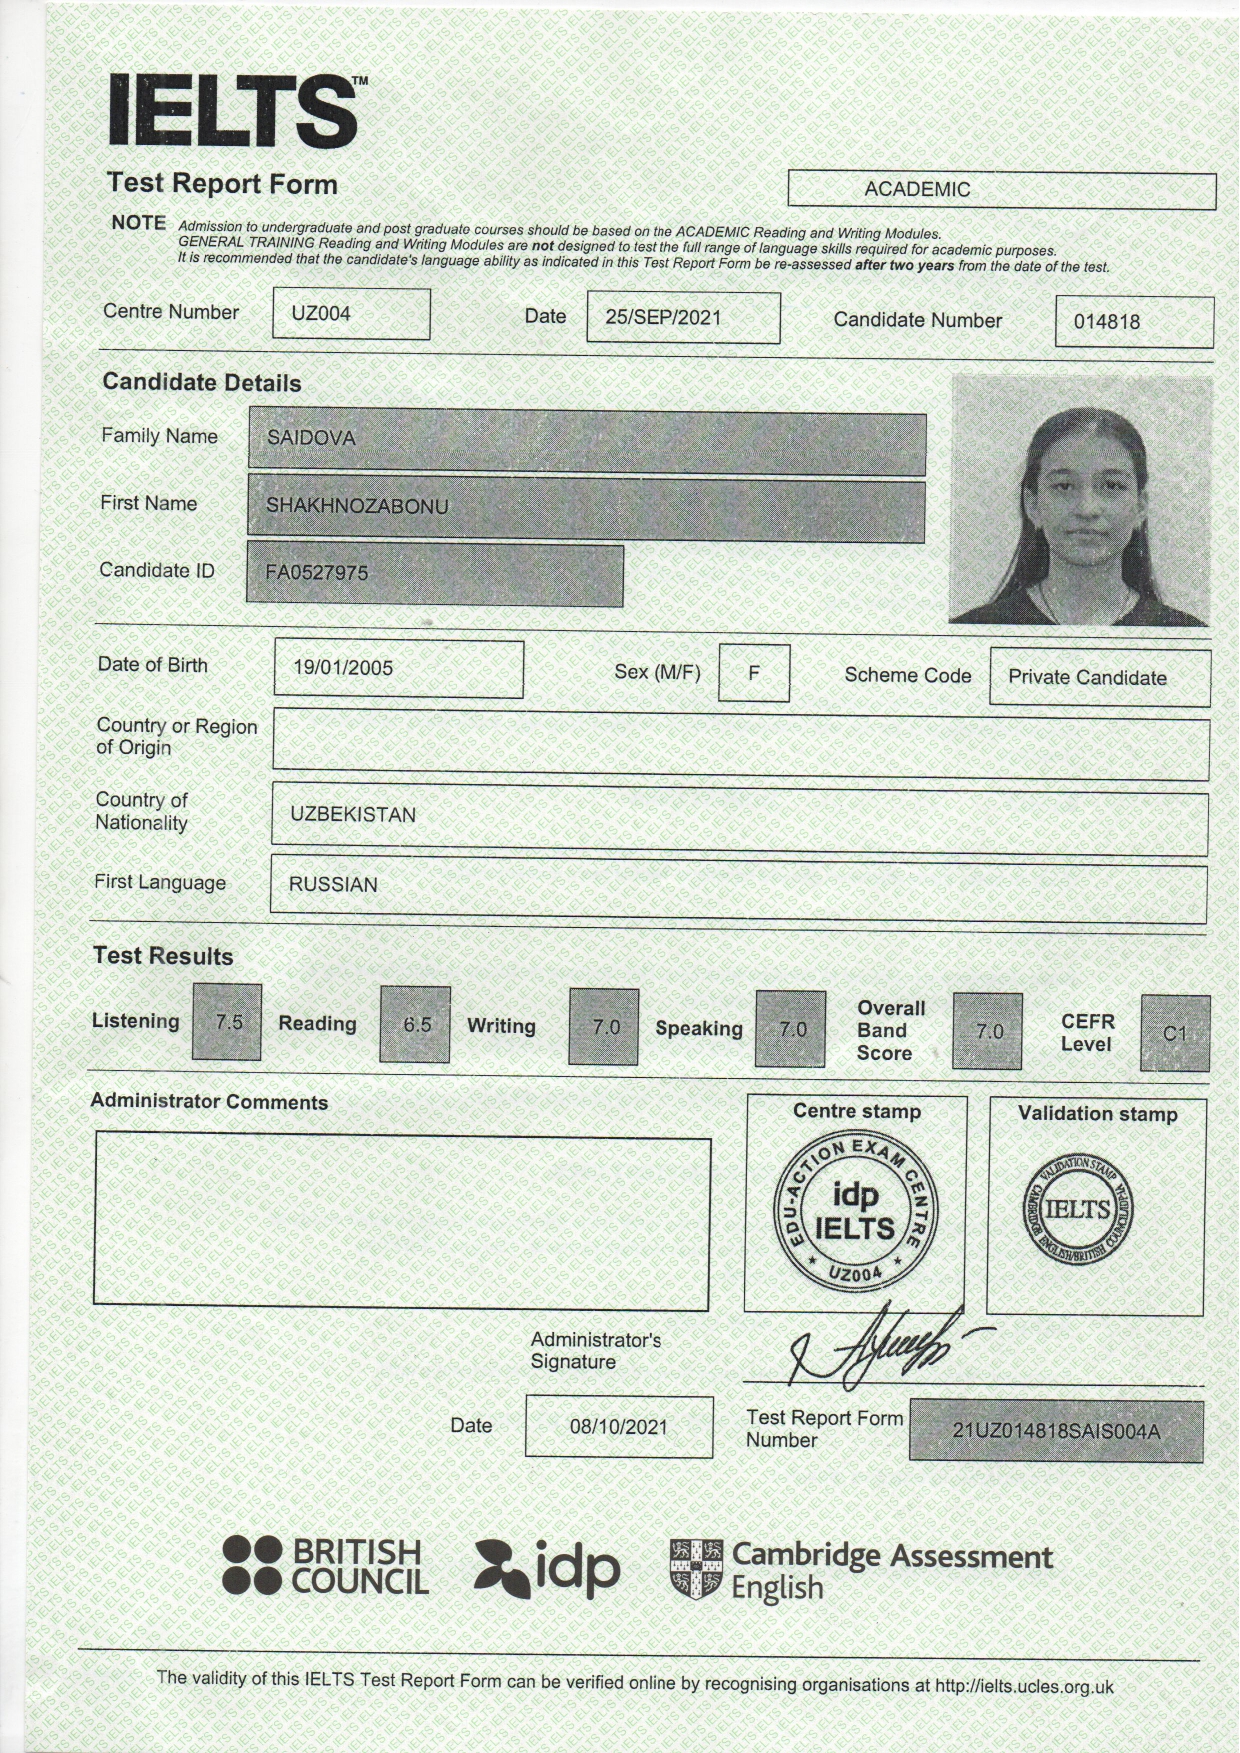 IELTS™
Test Report Form
ACADEMIC
NOTE Admission to undergraduate and post graduate courses should be based on the ACADEMIC Reading and Writing Modules.
GENERAL TRAINING Reading and Writing Modules are not designed to test the full range of language skills required for academic purposes.
It is recommended that the candidate's language ability as indicated in this Test Report Form be re-assessed after two years from the date of the test.
Centre Number UZ004 Date 25/SEP/2021 Candidate Number 014818
Candidate Details
Family Name SAIDOVA
First Name SHAKHNOZABONU
Candidate ID FA0527975
Date of Birth 19/01/2005 Sex (M/F) F Scheme Code Private Candidate
Country or Region
of Origin
Country of
Nationality UZBEKISTAN
First Language RUSSIAN
Test Results
Listening 7.5 Reading 6.5 Writing 7.0 Speaking 7.0 Overall Band Score 7.0 CEFR Level C1
Administrator Comments
Centre stamp
EDU-ACTION EXAM CENTRE
idp
IELTS
UZ004
Validation stamp
VALIDATION STAMP
CAMBRIDGE ENGLISH/BRITISH COUNCIL/IDP:IA
IELTS
Administrator's
Signature
Date 08/10/2021
Test Report Form
Number 21UZ014818SAIS004A
BRITISH
COUNCIL
idp
Cambridge Assessment
English
The validity of this IELTS Test Report Form can be verified online by recognising organisations at http://ielts.ucles.org.uk